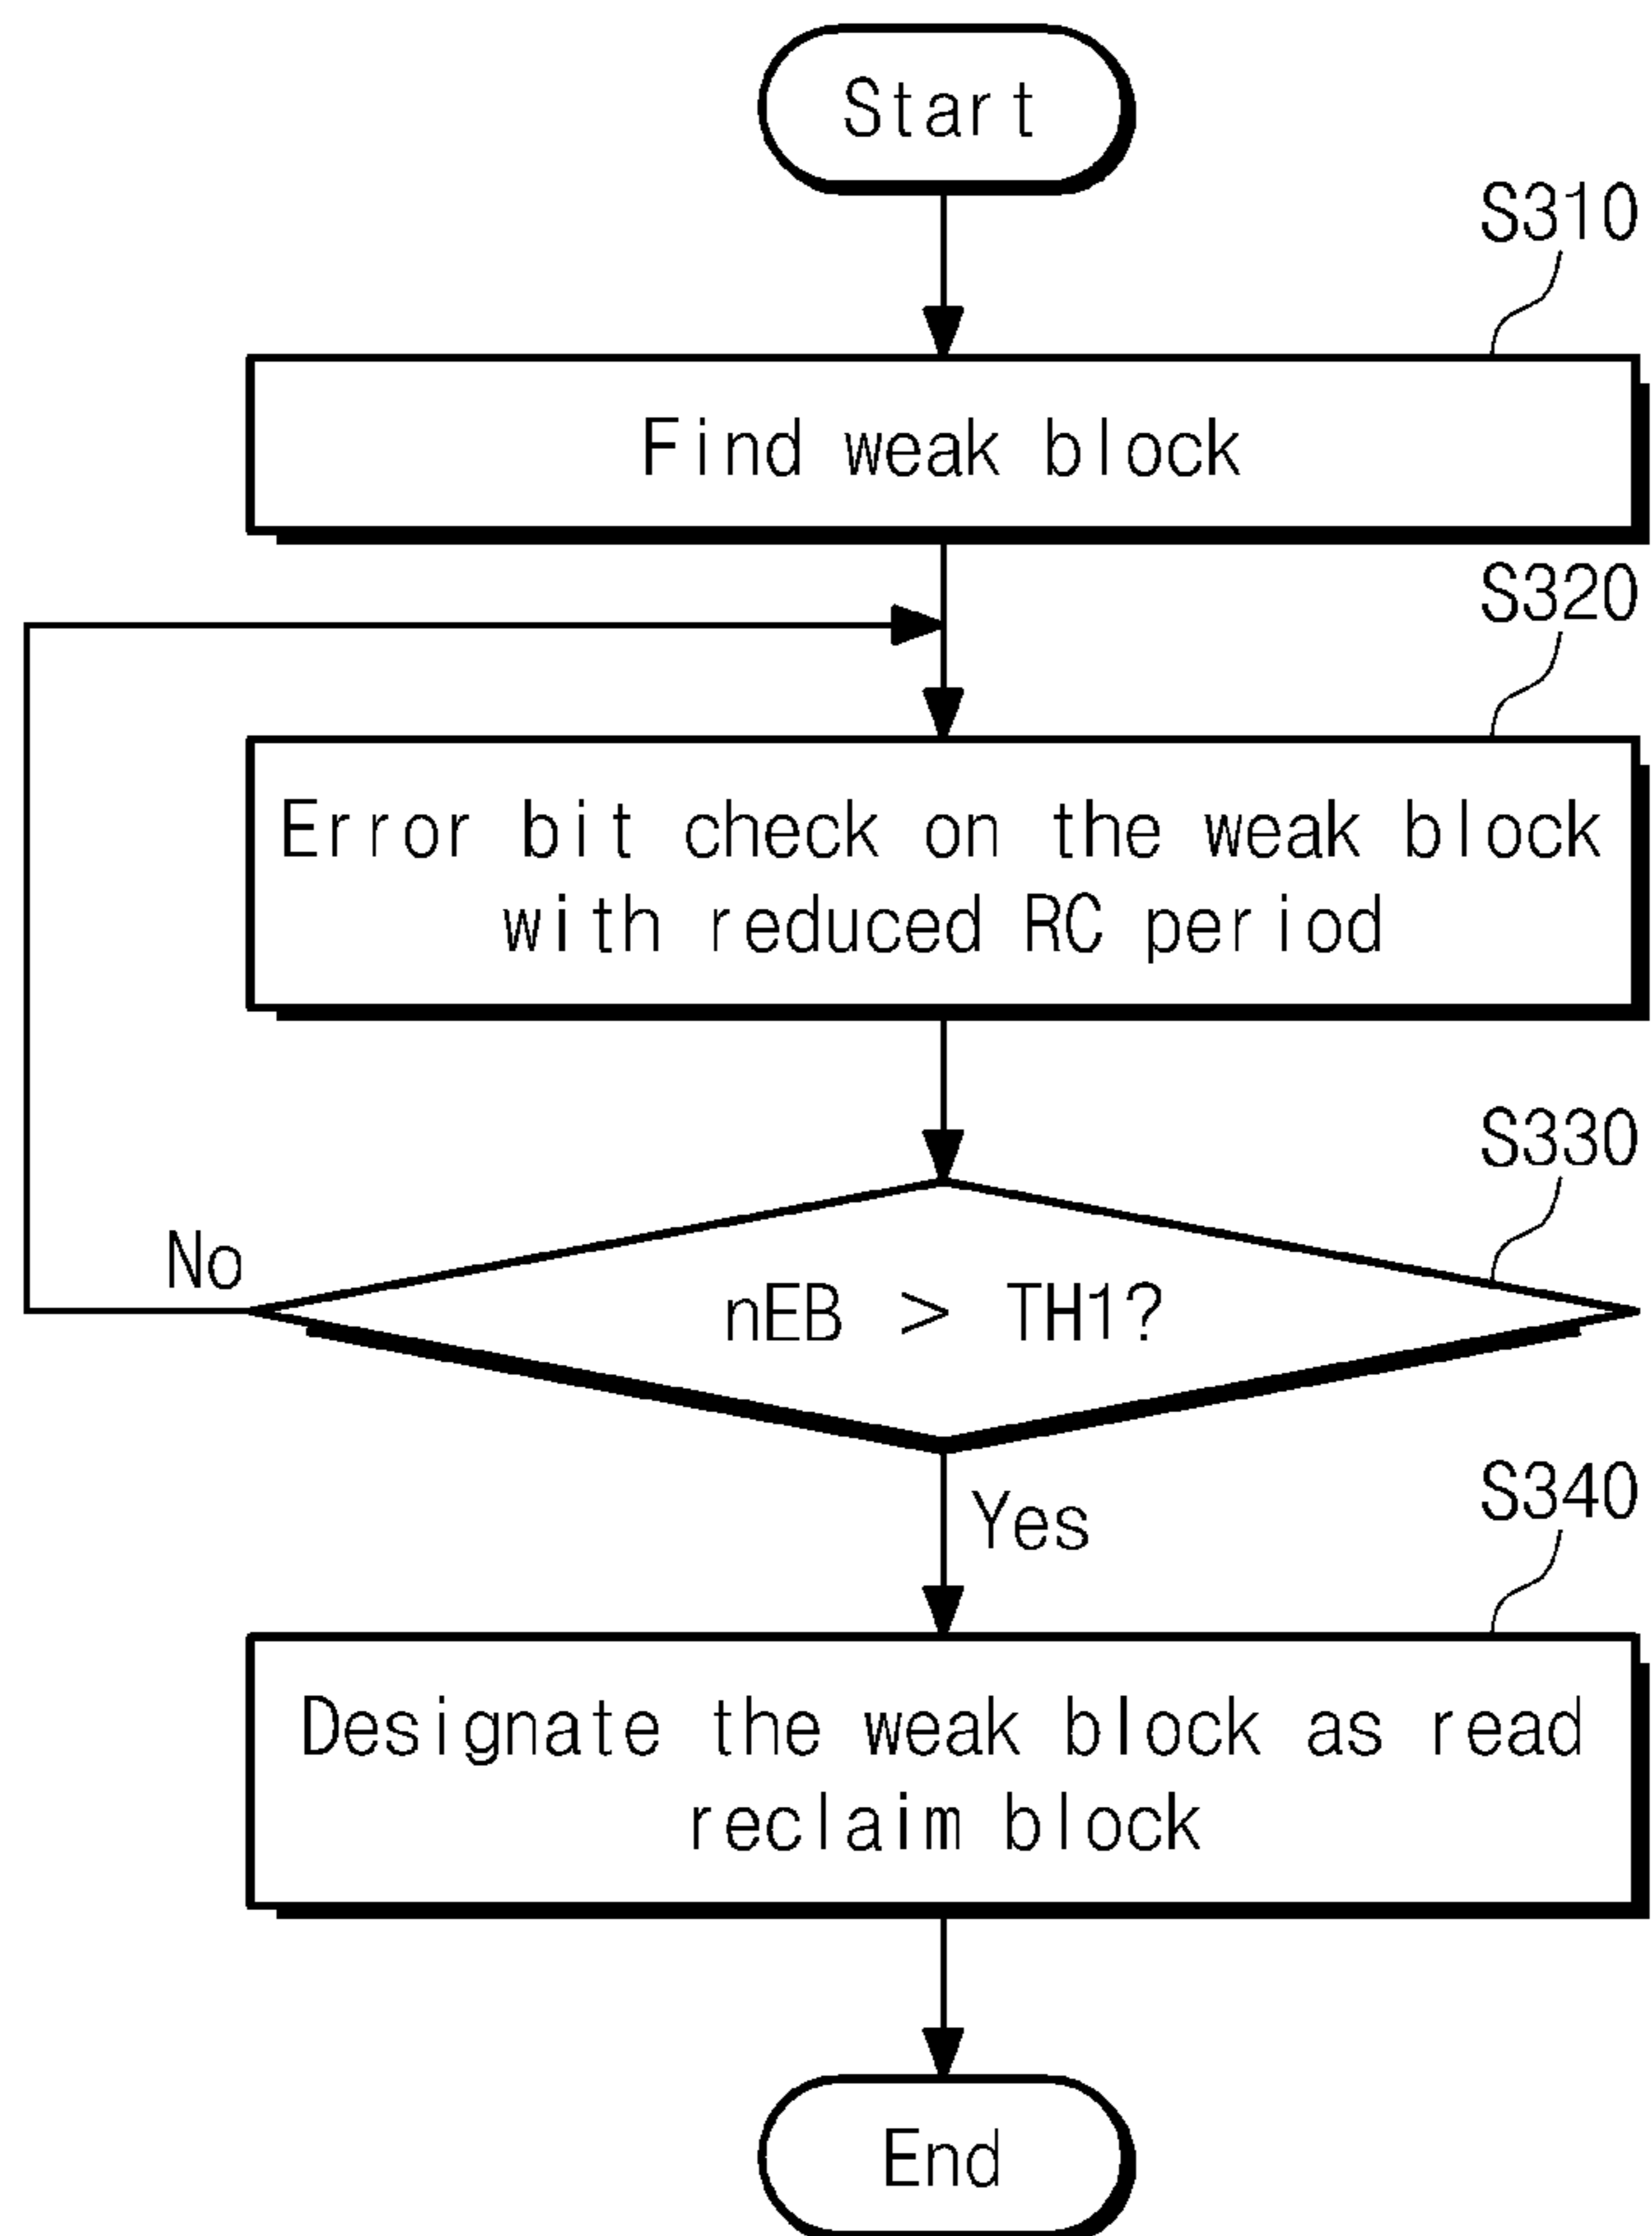 Start
S310
Find weak block
S320
Error bit check on the weak block
with reduced RC period
S330
No
nEB > TH1?
Yes
S340
Designate the weak block as read
reclaim block
End